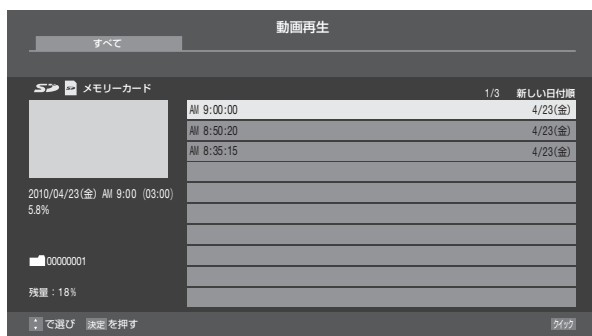 動画再生
すべて
SD メモリーカード
1/3 新しい日付順
AM 9:00:00 4/23(金)
AM 8:50:20 4/23(金)
AM 8:35:15 4/23(金)
2010/04/23(金) AM 9:00 (03:00)
5.8%
00000001
残量:18%
で選び 決定 を押す
クイック